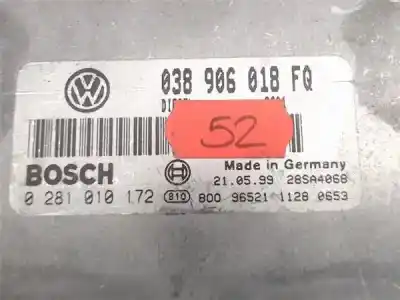 038 906 018 FQ
52
BOSCH
Made in Germany
21.05.99 28SA4068
0 281 010 172 810 800 96521 1128 0653